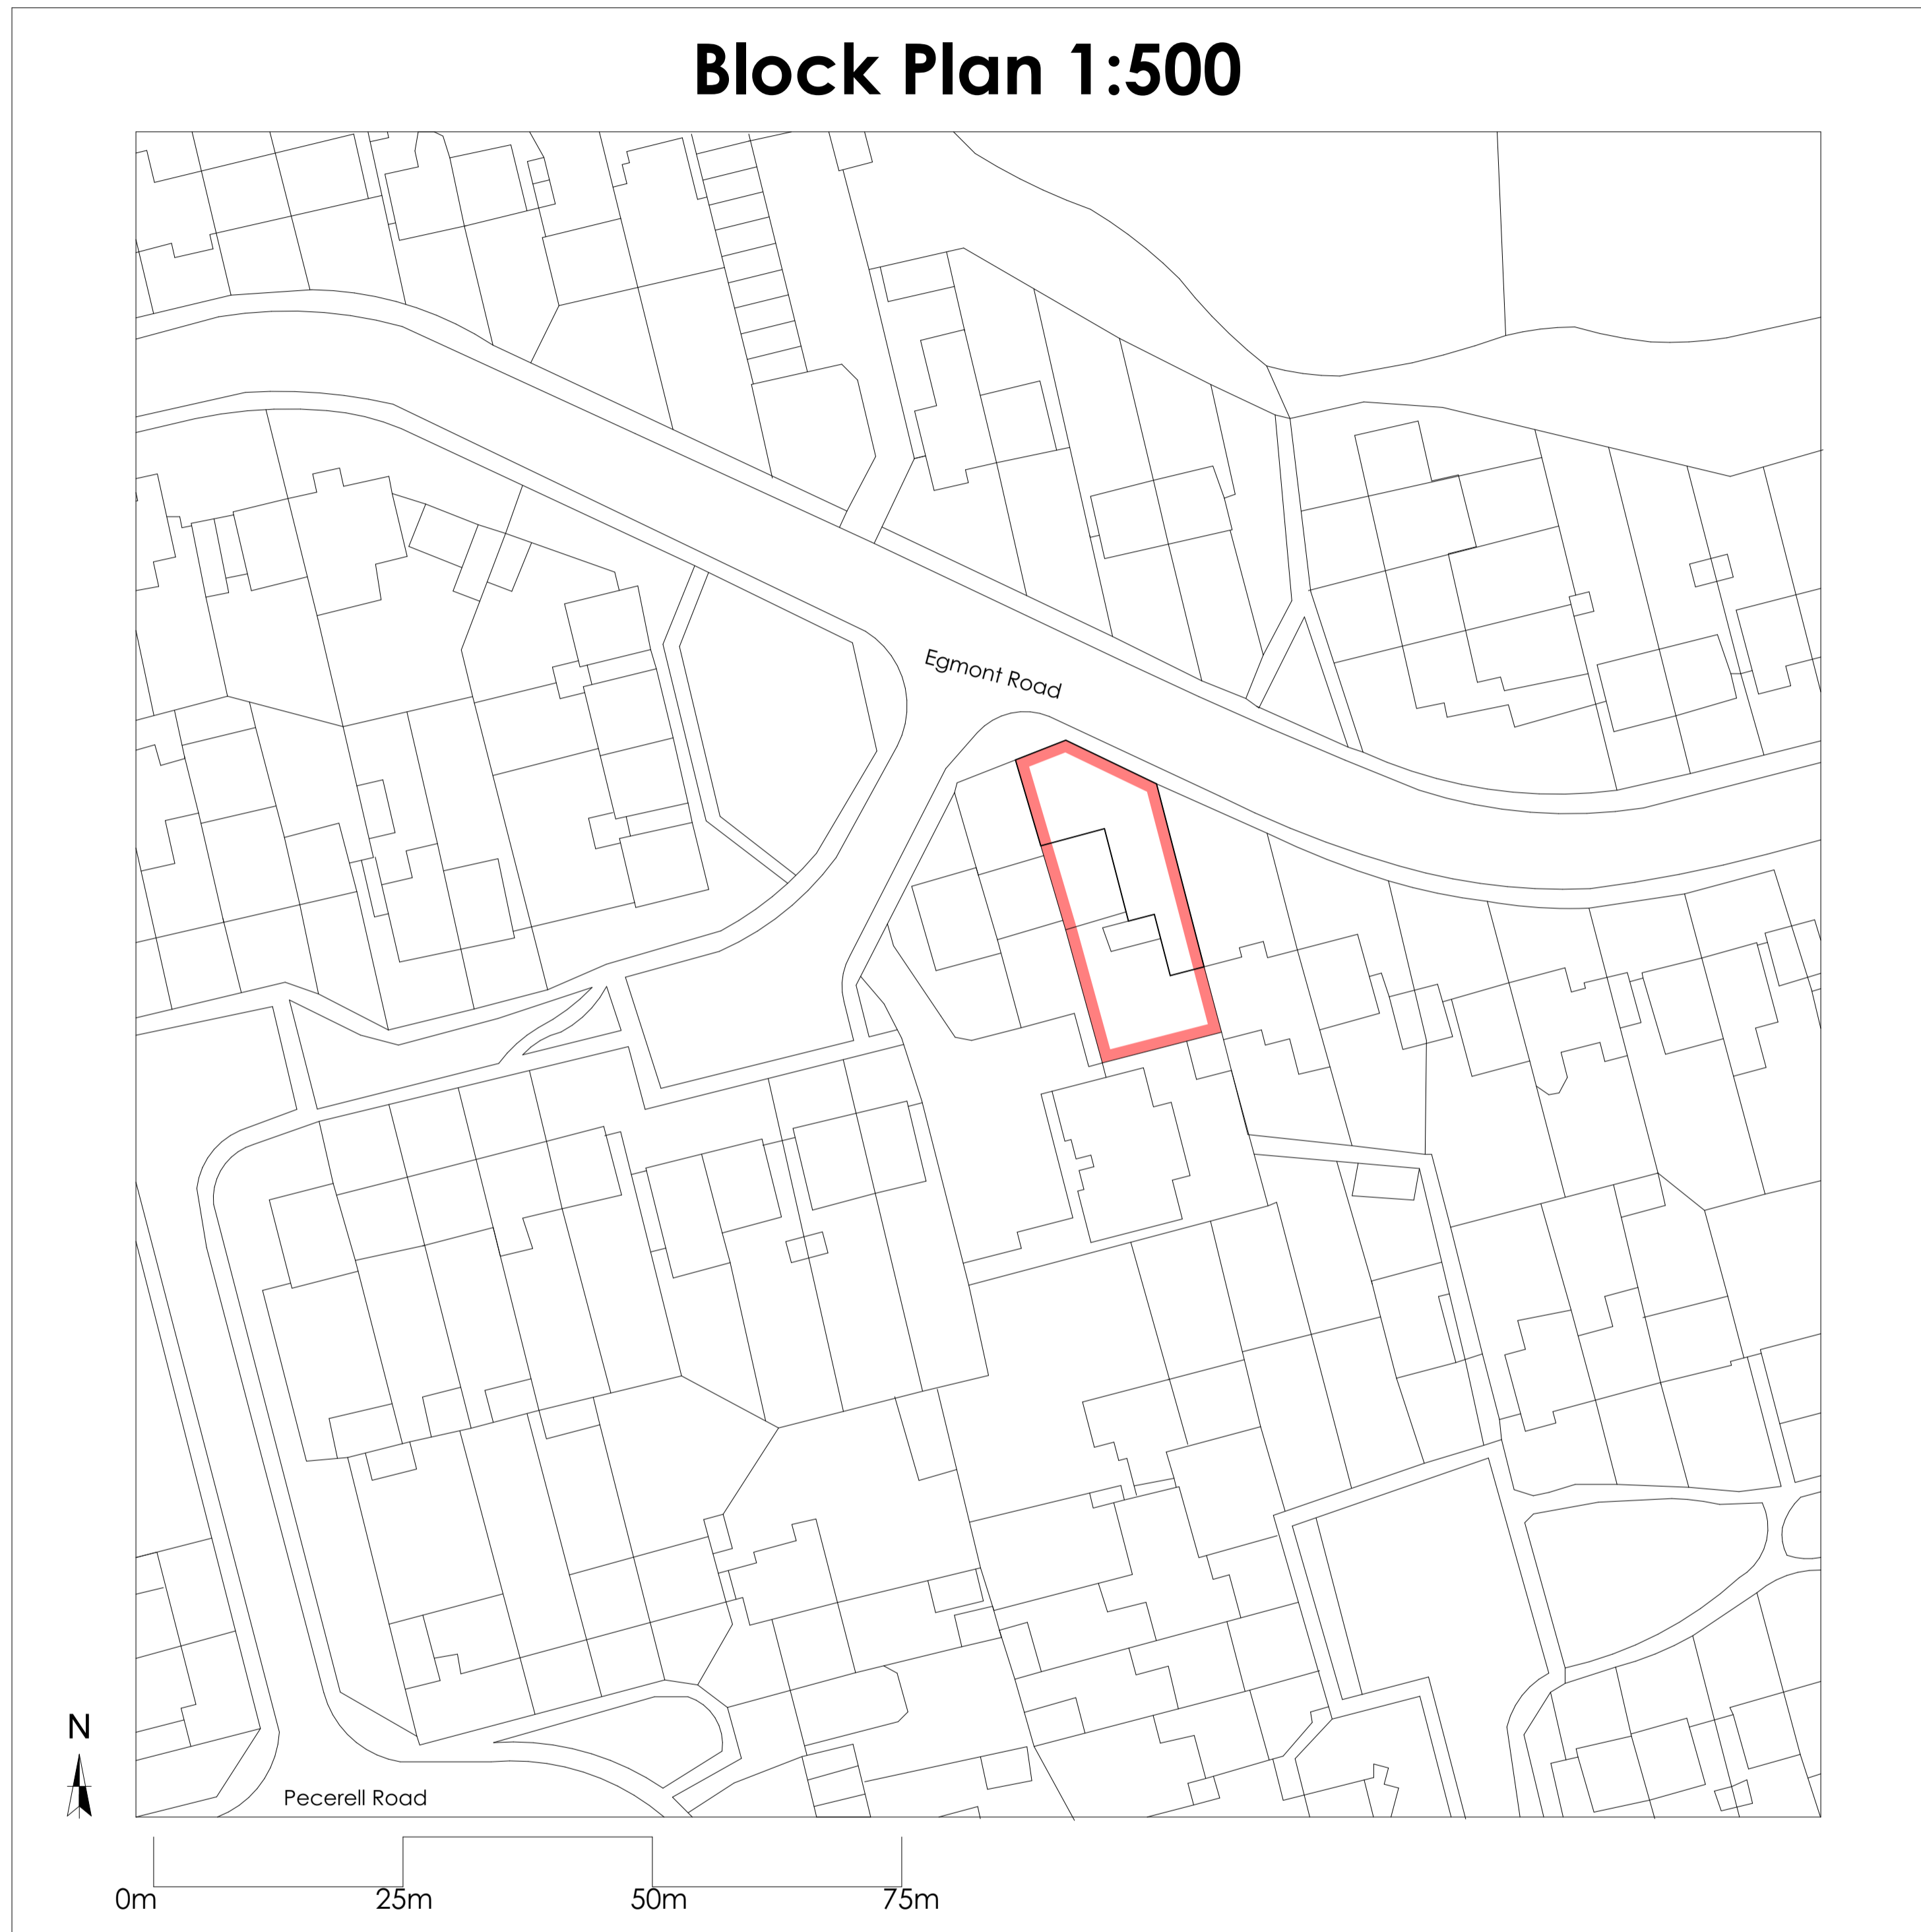 Block Plan 1:500
Egmont Road
N
Pecerell Road
0m 25m 50m 75m